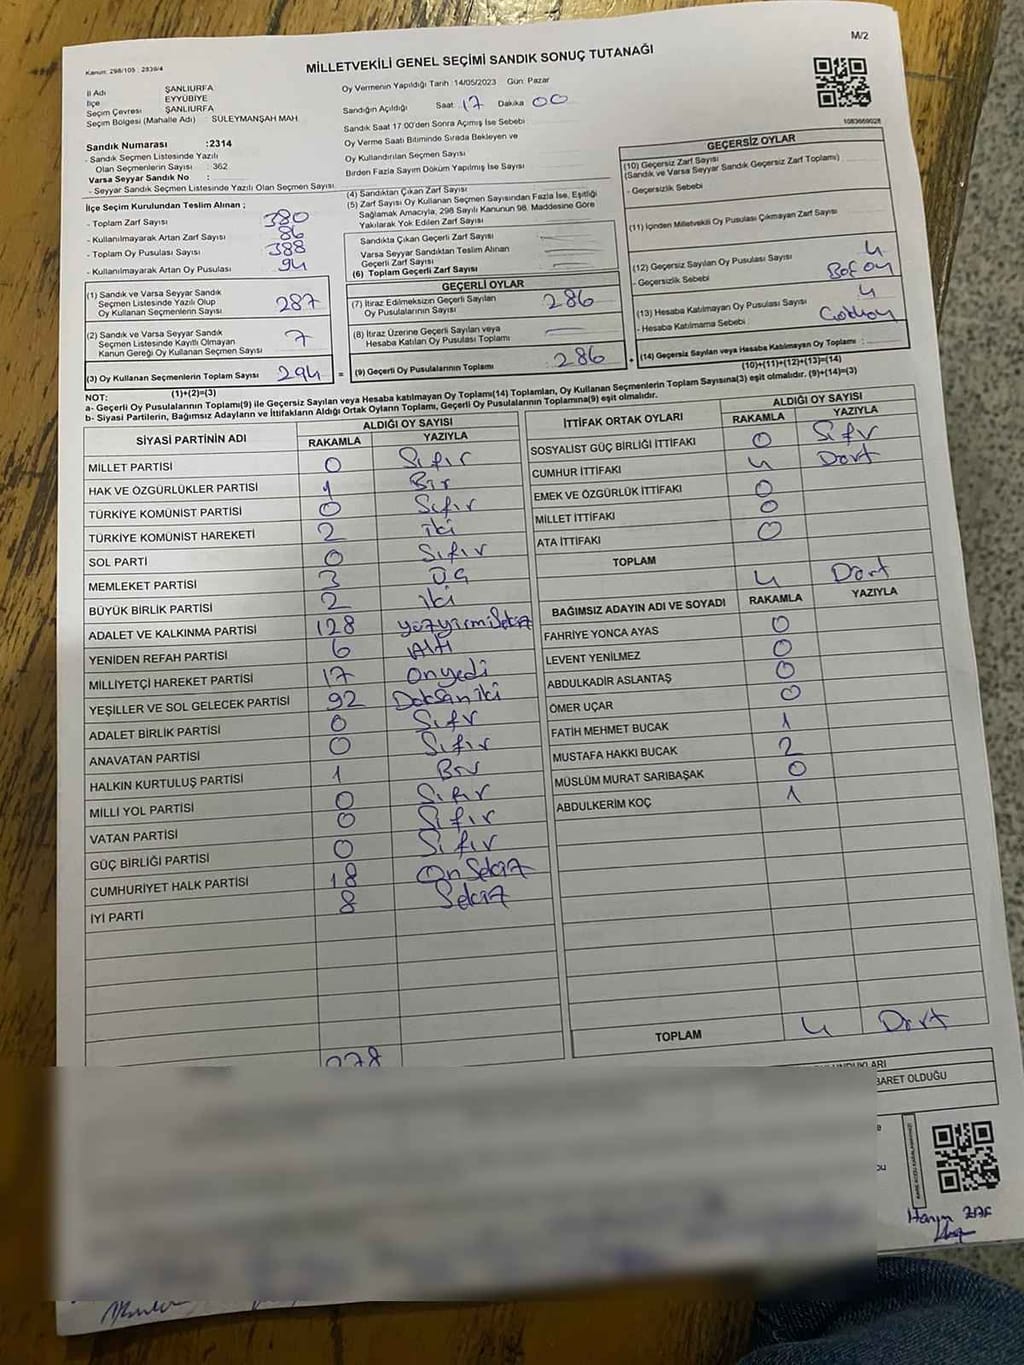 M/2
Kanun: 298/105 : 2839/4
MİLLETVEKİLİ GENEL SEÇİMİ SANDIK SONUÇ TUTANAĞI
İl Adı ŞANLIURFA
İlçe EYYÜBİYE
Seçim Çevresi ŞANLIURFA
Seçim Bölgesi (Mahalle Adı) SÜLEYMANŞAH MAH
Oy Vermenin Yapıldığı Tarih :14/05/2023 Gün: Pazar
Sandığın Açıldığı Saat 17 Dakika 00
Sandık Saat 17:00'den Sonra Açımış İse Sebebi
Oy Verme Saati Bitiminde Sırada Bekleyen ve
Oy Kullandırılan Seçmen Sayısı
Birden Fazla Sayım Döküm Yapılmış İse Sayısı
1083669028
Sandık Numarası :2314
- Sandık Seçmen Listesinde Yazılı
Olan Seçmenlerin Sayısı : 362
Varsa Seyyar Sandık No :
- Seyyar Sandık Seçmen Listesinde Yazılı Olan Seçmen Sayısı
İlçe Seçim Kurulundan Teslim Alınan ;
- Toplam Zarf Sayısı 380
- Kullanılmayarak Artan Zarf Sayısı 86
- Toplam Oy Pusulası Sayısı 388
- Kullanılmayarak Artan Oy Pusulası 94
(1) Sandık ve Varsa Seyyar Sandık
Seçmen Listesinde Yazılı Olup
Oy Kullanan Seçmenlerin Sayısı 287
(2) Sandık ve Varsa Seyyar Sandık
Seçmen Listesinde Kayıtlı Olmayan
Kanun Gereği Oy Kullanan Seçmen Sayısı 7
(3) Oy Kullanan Seçmenlerin Toplam Sayısı 294 =
(1)+(2)=(3)
(4) Sandıktan Çıkan Zarf Sayısı
(5) Zarf Sayısı Oy Kullanan Seçmen Sayısından Fazla İse, Eşitliği
Sağlamak Amacıyla, 298 Sayılı Kanunun 98. Maddesine Göre
Yakılarak Yok Edilen Zarf Sayısı
Sandıkta Çıkan Geçerli Zarf Sayısı
Varsa Seyyar Sandıktan Teslim Alınan
Geçerli Zarf Sayısı
(6) Toplam Geçerli Zarf Sayısı
GEÇERLİ OYLAR
(7) İtiraz Edilmeksizin Geçerli Sayılan
Oy Pusulalarının Sayısı 286
(8) İtiraz Üzerine Geçerli Sayılan veya
Hesaba Katılan Oy Pusulası Toplamı
(9) Geçerli Oy Pusulalarının Toplamı 286 +
GEÇERSİZ OYLAR
(10) Geçersiz Zarf Sayısı
(Sandık ve Varsa Seyyar Sandık Geçersiz Zarf Toplamı)
- Geçersizlik Sebebi
(11) İçinden Milletvekili Oy Pusulası Çıkmayan Zarf Sayısı
(12) Geçersiz Sayılan Oy Pusulası Sayısı 4
- Geçersizlik Sebebi Boş oy
(13) Hesaba Katılmayan Oy Pusulası Sayısı 4
- Hesaba Katılmama Sebebi :
(14) Geçersiz Sayılan veya Hesaba Katılmayan Oy Toplamı :
(10)+(11)+(12)+(13)=(14)
NOT:
a- Geçerli Oy Pusulalarının Toplamı(9) ile Geçersiz Sayılan veya Hesaba katılmayan Oy Toplamı(14) Toplamları, Oy Kullanan Seçmenlerin Toplam Sayısına(3) eşit olmalıdır. (9)+(14)=(3)
b- Siyasi Partilerin, Bağımsız Adayların ve İttifakların Aldığı Ortak Oyların Toplamı, Geçerli Oy Pusulalarının Toplamına(9) eşit olmalıdır.
SİYASİ PARTİNİN ADI ALDIĞI OY SAYISI
RAKAMLA YAZIYLA
MİLLET PARTİSİ 0 Sıfır
HAK VE ÖZGÜRLÜKLER PARTİSİ 1 Bir
TÜRKİYE KOMÜNİST PARTİSİ 0 Sıfır
TÜRKİYE KOMÜNİST HAREKETİ 2 iki
SOL PARTİ 0 Sıfır
MEMLEKET PARTİSİ 3 Üç
BÜYÜK BİRLİK PARTİSİ 2 iki
ADALET VE KALKINMA PARTİSİ 128 yüzyirmiSekiz
YENİDEN REFAH PARTİSİ 6 Altı
MİLLİYETÇİ HAREKET PARTİSİ 17 Onyedi
YEŞİLLER VE SOL GELECEK PARTİSİ 92 Doksaniki
ADALET BİRLİK PARTİSİ 0 Sıfır
ANAVATAN PARTİSİ 0 Sıfır
HALKIN KURTULUŞ PARTİSİ 1 Bir
MİLLİ YOL PARTİSİ 0 Sıfır
VATAN PARTİSİ 0 Sıfır
GÜÇ BİRLİĞİ PARTİSİ 0 Sıfır
CUMHURİYET HALK PARTİSİ 18 On Sekiz
İYİ PARTİ 8 Sekiz
278
İTTİFAK ORTAK OYLARI ALDIĞI OY SAYISI
RAKAMLA YAZIYLA
SOSYALİST GÜÇ BİRLİĞİ İTTİFAKI 0 Sıfır
CUMHUR İTTİFAKI 4 Dört
EMEK VE ÖZGÜRLÜK İTTİFAKI 0
MİLLET İTTİFAKI 0
ATA İTTİFAKI 0
TOPLAM 4 Dört
BAĞIMSIZ ADAYIN ADI VE SOYADI RAKAMLA YAZIYLA
FAHRİYE YONCA AYAS 0
LEVENT YENİLMEZ 0
ABDULKADİR ASLANTAŞ 0
ÖMER UÇAR 0
FATİH MEHMET BUCAK 1
MUSTAFA HAKKI BUCAK 2
MÜSLÜM MURAT SARIBAŞAK 0
ABDULKERİM KOÇ 1
TOPLAM 4 Dört
BARET OLDUĞU